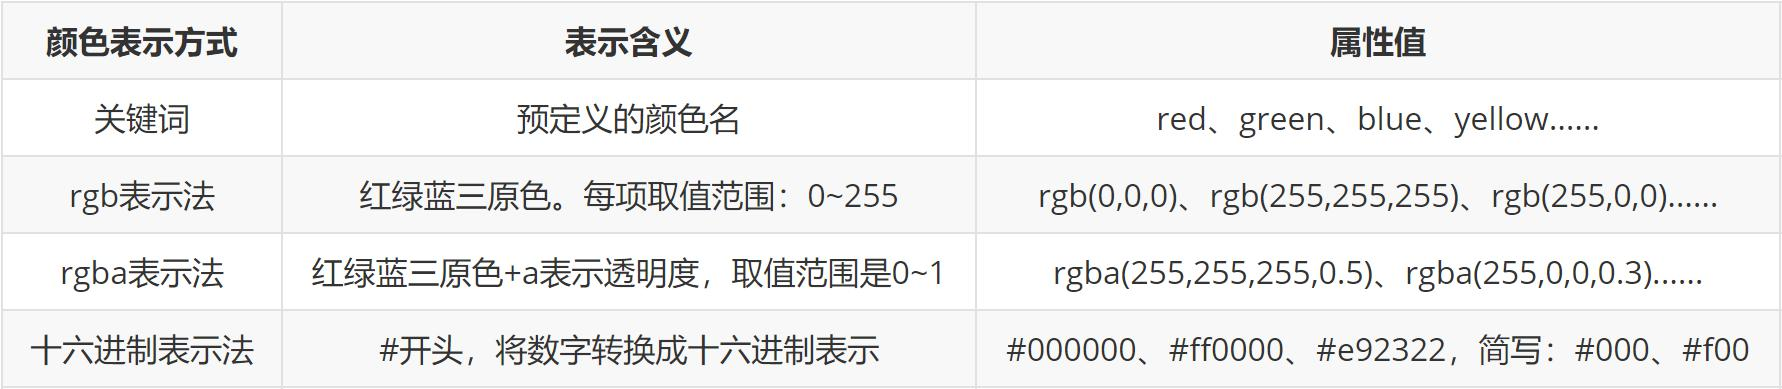 颜色表示方式 表示含义 属性值
关键词 预定义的颜色名 red、green、blue、yellow......
rgb表示法 红绿蓝三原色。每项取值范围：0~255 rgb(0,0,0)、rgb(255,255,255)、rgb(255,0,0)......
rgba表示法 红绿蓝三原色+a表示透明度，取值范围是0~1 rgba(255,255,255,0.5)、rgba(255,0,0,0.3)......
十六进制表示法 #开头，将数字转换成十六进制表示 #000000、#ff0000、#e92322，简写：#000、#f00